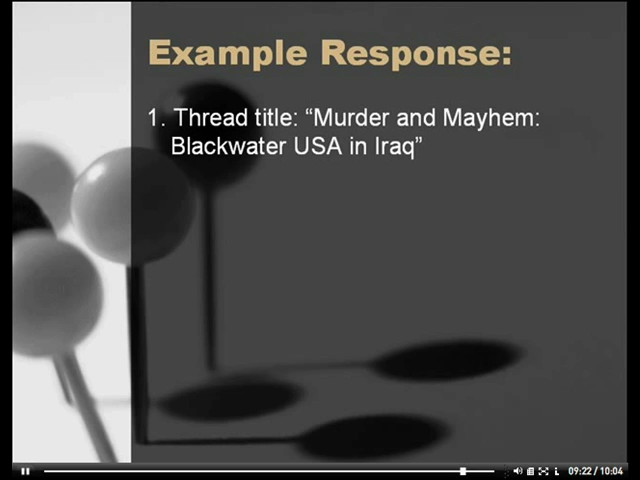 Example Response:
1. Thread title: “Murder and Mayhem:
Blackwater USA in Iraq”
09:22 / 10:04